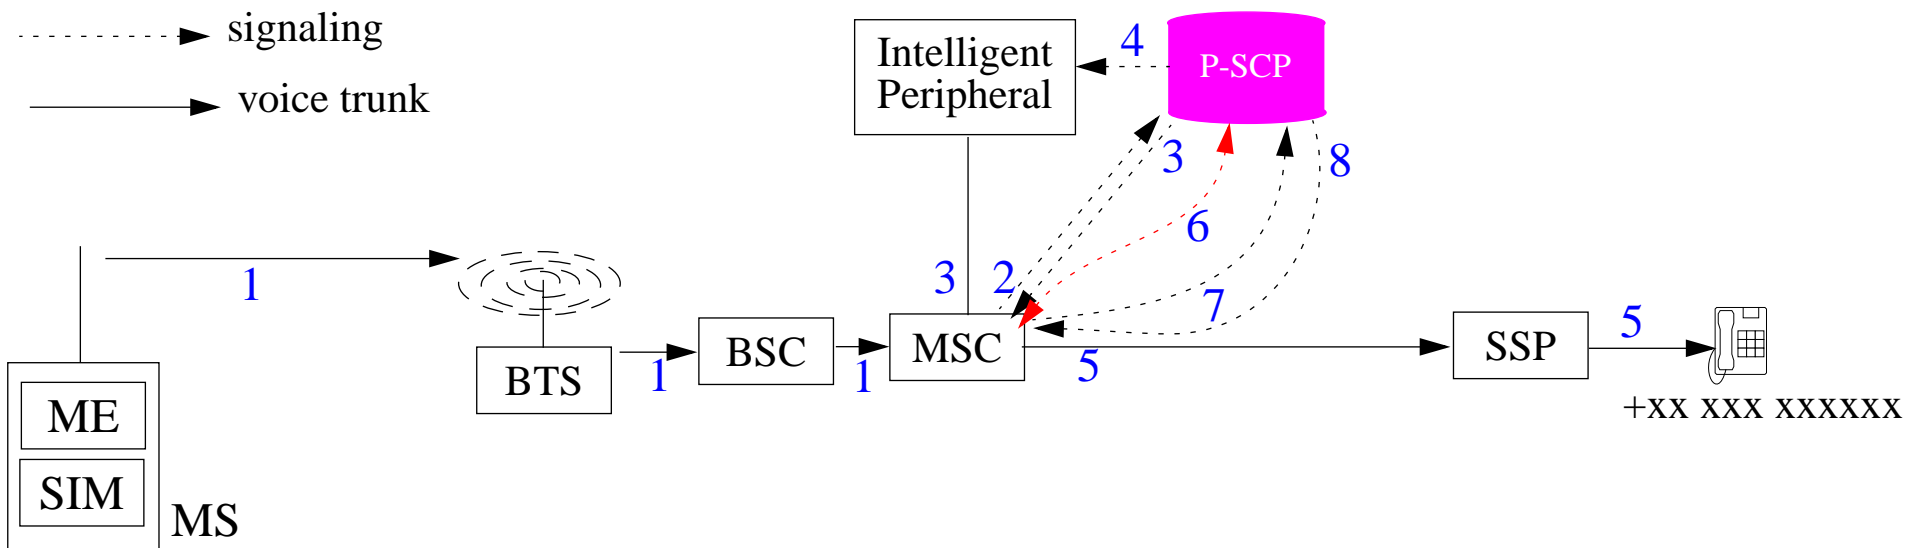 signaling
voice trunk
Intelligent
Peripheral
4
P-SCP
3
8
6
1
3
2
7
5
MSC
SSP
BSC
BTS
1
1
5
+xx xxx xxxxxx
ME
SIM
MS